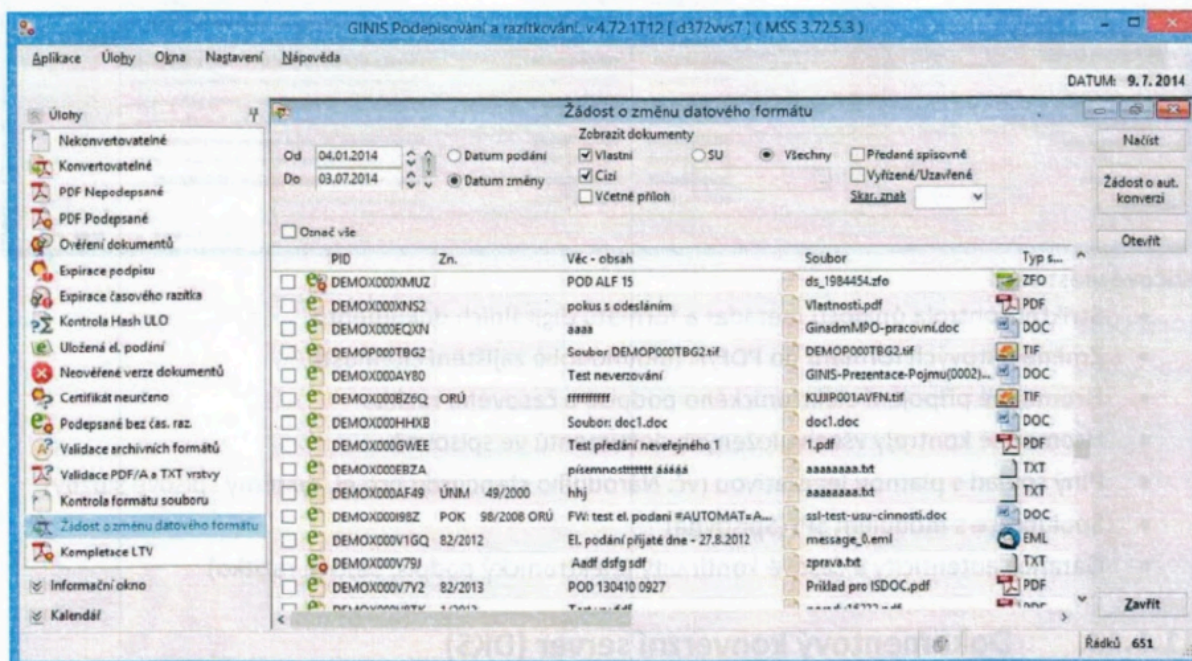 GINIS Podepisování a razítkování, v.4.72.1T12 [ d372vvs7 ] ( MSS 3.72.5.3 )
Aplikace Úlohy Okna Nastavení Nápověda
DATUM: 9. 7. 2014
Úlohy
Nekonvertovatelné
Konvertovatelné
PDF Nepodepsané
PDF Podepsané
Ověření dokumentů
Expirace podpisu
Expirace časového razítka
Kontrola Hash ULO
Uložená el. podání
Neověřené verze dokumentů
Certifikát neurčeno
Podepsané bez čas. raz.
Validace archivních formátů
Validace PDF/A a TXT vrstvy
Kontrola formátu souboru
Žádost o změnu datového formátu
Kompletace LTV
Informační okno
Kalendář
Žádost o změnu datového formátu
Zobrazit dokumenty
Od 04.01.2014 Datum podání Vlastní SU Všechny Předané spisovně
Do 03.07.2014 Datum změny Cizí Vyřízené/Uzavřené
Včetně příloh Skar. znak
Označ vše
PID Zn. Věc - obsah Soubor Typ s...
DEMOX000XMUZ POD ALF 15 ds_1984454.zfo ZFO
DEMOX000XNS2 pokus s odesláním Vlastnosti.pdf PDF
DEMOX000EQXN aaaa GinadmMPO-pracovní.doc DOC
DEMOP000TBG2 Soubor: DEMOP000TBG2.tif DEMOP000TBG2.tif TIF
DEMOX000AY80 Test neverzování GINIS-Prezentace-Pojmu(0002)... DOC
DEMOX000BZ6Q ORÚ KUJIP001AVFN.tif TIF
DEMOX000HHXB Soubor: doc1.doc doc1.doc DOC
1.pdf PDF
DEMOX000EBZA písemnosttttttt ááááá aaaaaaaa.txt TXT
DEMOX000AF49 ÚNM 49/2000 hhj aaaaaaaa.txt TXT
DEMOX000I98Z POK 98/2008 ORÚ FW: test el. podání =AUTOMAT= A... ssl-test-usu-cinnosti.doc DOC
DEMOX000V1GQ 82/2012 El. podání přijaté dne - 27.8.2012 message_0.eml EML
DEMOX000V79J Aadf ddfg sdf zprava.txt TXT
DEMOX000V7Y2 82/2013 POD 130410 0927 Příklad pro ISDOC.pdf PDF
Načíst
Žádost o aut. konverzi
Otevřít
Zavřít
Řádků 651
Dokumentový konverzní server (DKS)